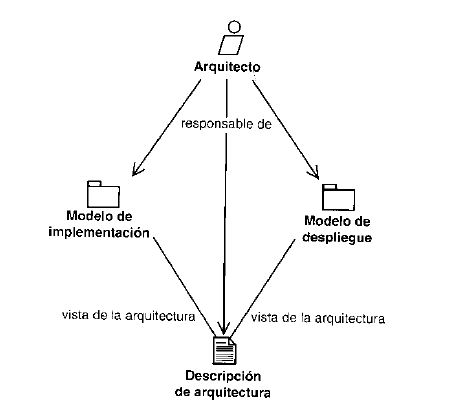 Arquitecto
responsable de
Modelo de
implementación
Modelo de
despliegue
vista de la arquitectura
vista de la arquitectura
Descripción
de arquitectura